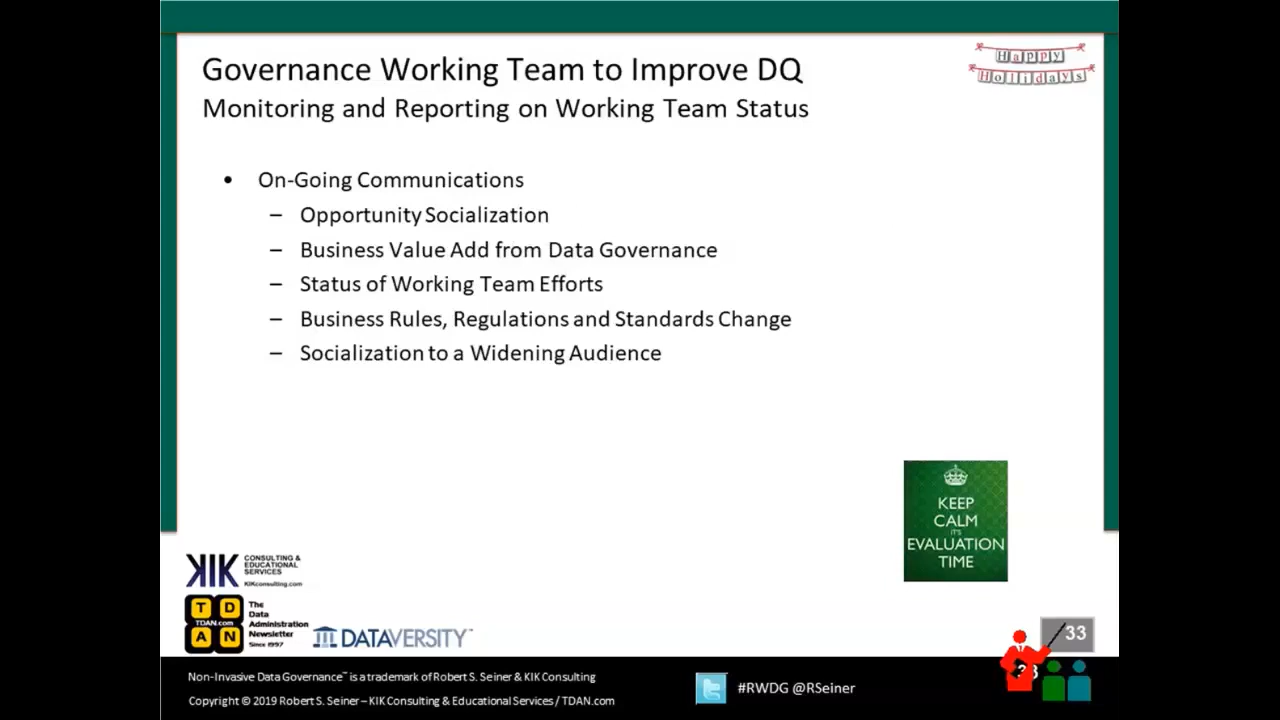 Governance Working Team to Improve DQ
Monitoring and Reporting on Working Team Status
Happy
Holidays
• On-Going Communications
– Opportunity Socialization
– Business Value Add from Data Governance
– Status of Working Team Efforts
– Business Rules, Regulations and Standards Change
– Socialization to a Widening Audience
KEEP
CALM
IT'S
EVALUATION
TIME
KIK
CONSULTING &
EDUCATIONAL
SERVICES
KIKconsulting.com
T D
TDAN.com
A N
The
Data
Administration
Newsletter
Since 1997
DATAVERSITY™
33
Non-Invasive Data Governance™ is a trademark of Robert S. Seiner & KIK Consulting
Copyright © 2019 Robert S. Seiner – KIK Consulting & Educational Services / TDAN.com
#RWDG @RSeiner